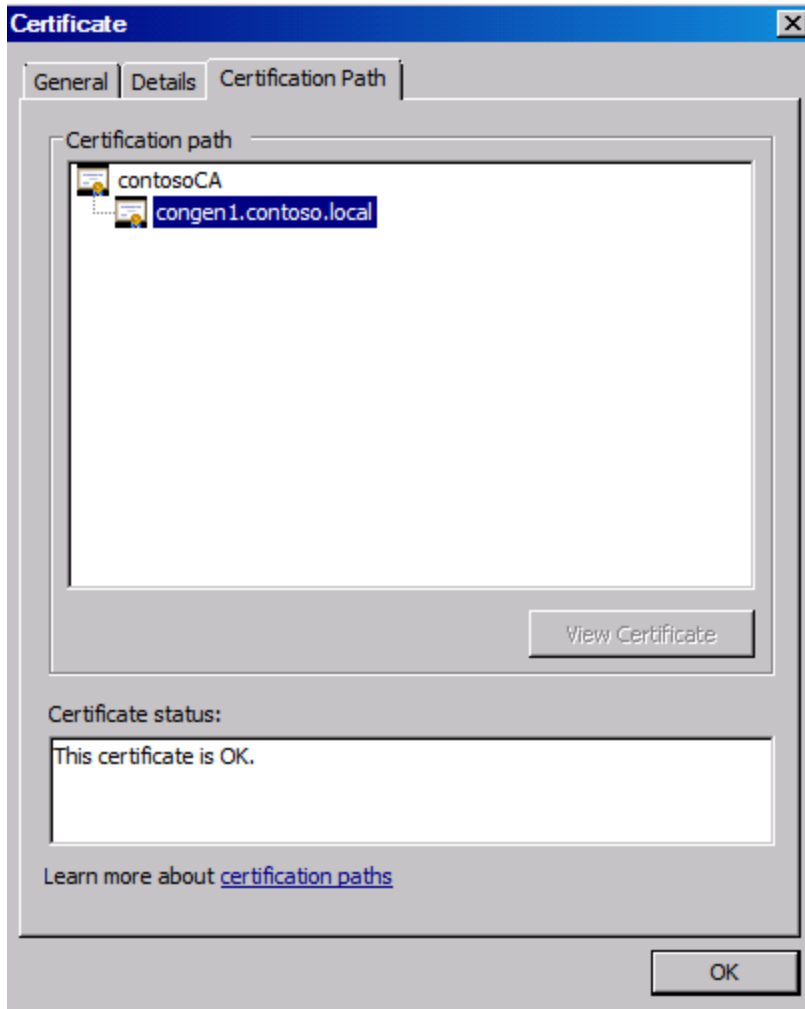 Certificate
General
Details
Certification Path
Certification path
contosoCA
congen1.contoso.local
View Certificate
Certificate status:
This certificate is OK.
Learn more about certification paths
OK